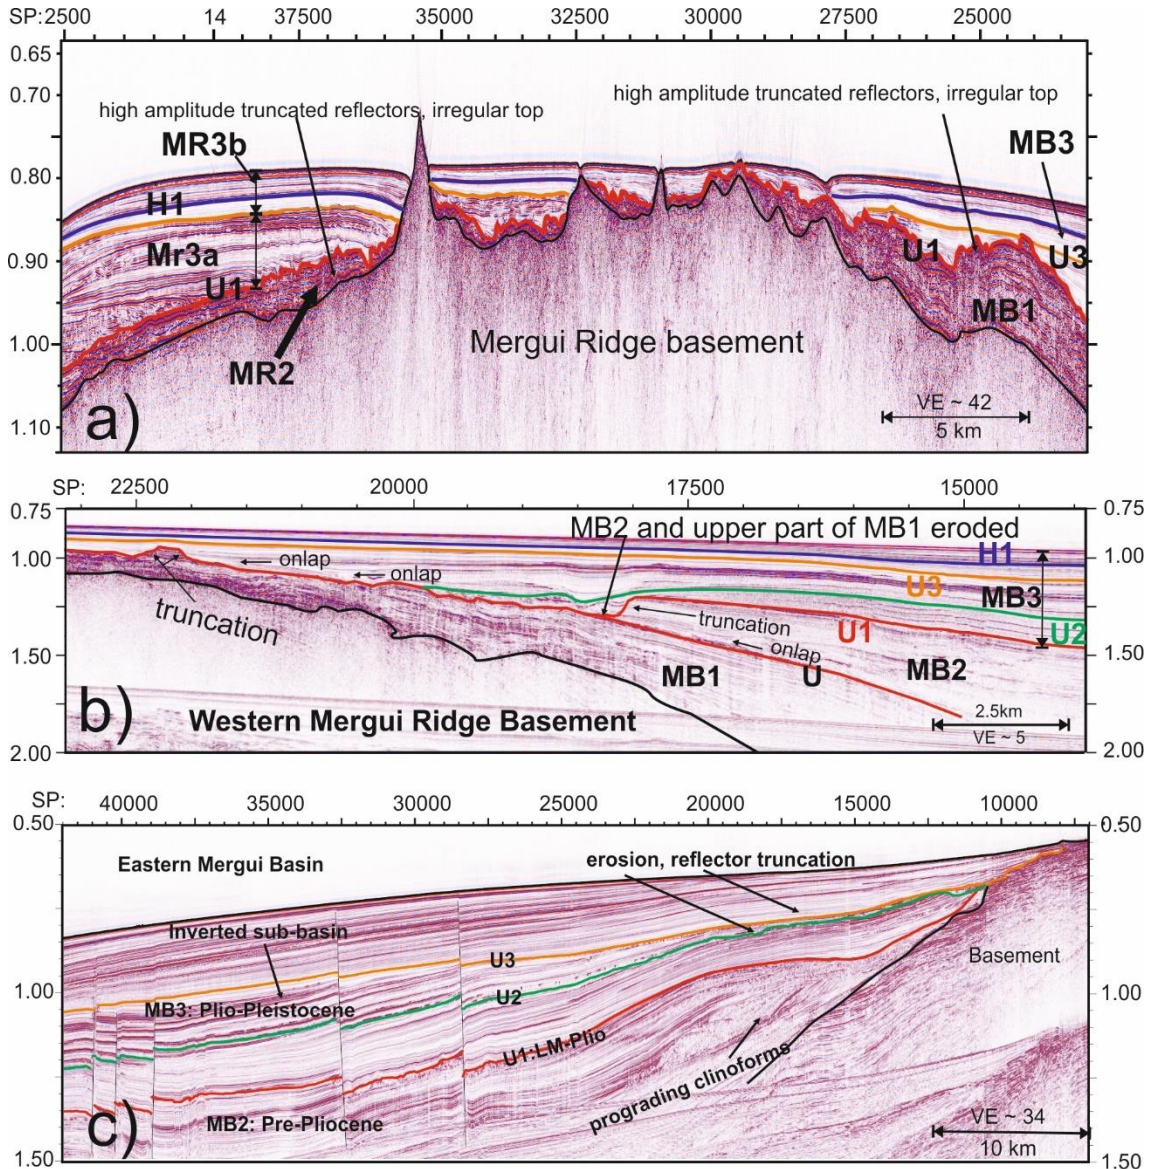 SP:2500 14 37500 35000 32500 30000 27500 25000
0.65
0.70
high amplitude truncated reflectors, irregular top
high amplitude truncated reflectors, irregular top
MR3b
MB3
0.80
H1
U1
U3
0.90
Mr3a
U1
MB1
1.00
Mergui Ridge basement
MR2
VE ~ 42
5 km
1.10
a)
SP: 22500 20000 17500 15000
0.75
0.75
MB2 and upper part of MB1 eroded
1.00
H1
1.00
onlap
onlap
U3
MB3
truncation
truncation
U1
U2
1.50
onlap
1.50
MB1
U
MB2
b)
Western Mergui Ridge Basement
2.5km
VE ~ 5
2.00
2.00
SP: 40000 35000 30000 25000 20000 15000 10000
0.50
0.50
Eastern Mergui Basin
erosion, reflector truncation
Inverted sub-basin
U3
Basement
1.00
U2
1.00
MB3: Plio-Pleistocene
U1:LM-Plio
prograding clinoforms
MB2: Pre-Pliocene
c)
VE ~ 34
10 km
1.50
1.50